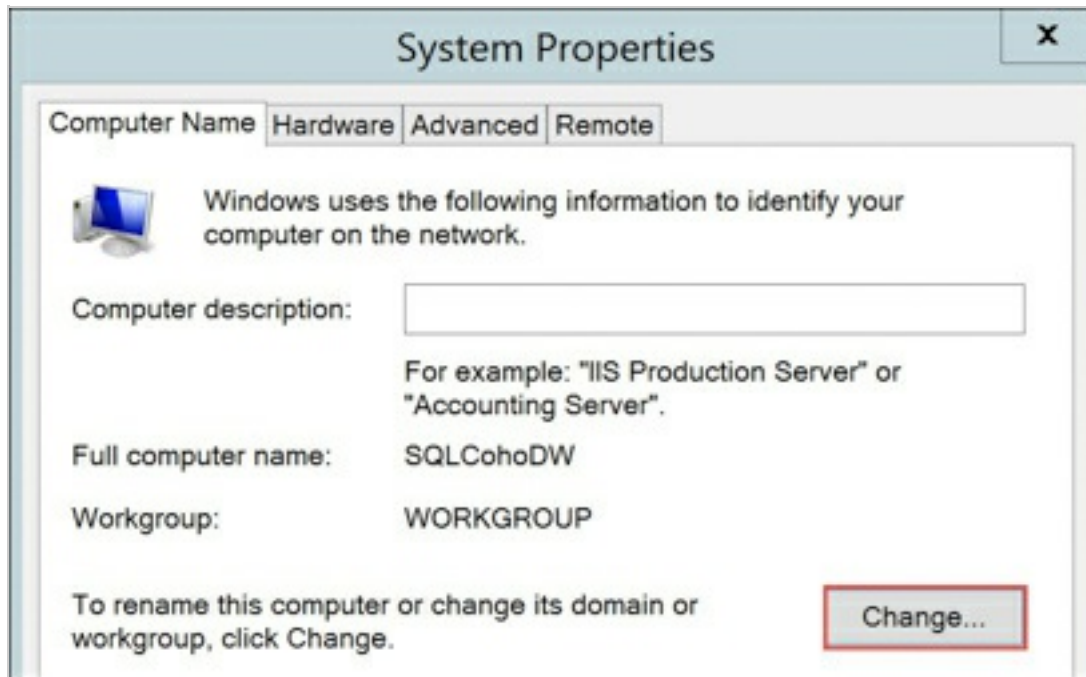 System Properties
x
Computer Name Hardware Advanced Remote
Windows uses the following information to identify your
computer on the network.
Computer description:
For example: "IIS Production Server" or
"Accounting Server".
Full computer name: SQLCohoDW
Workgroup: WORKGROUP
To rename this computer or change its domain or
workgroup, click Change.
Change...